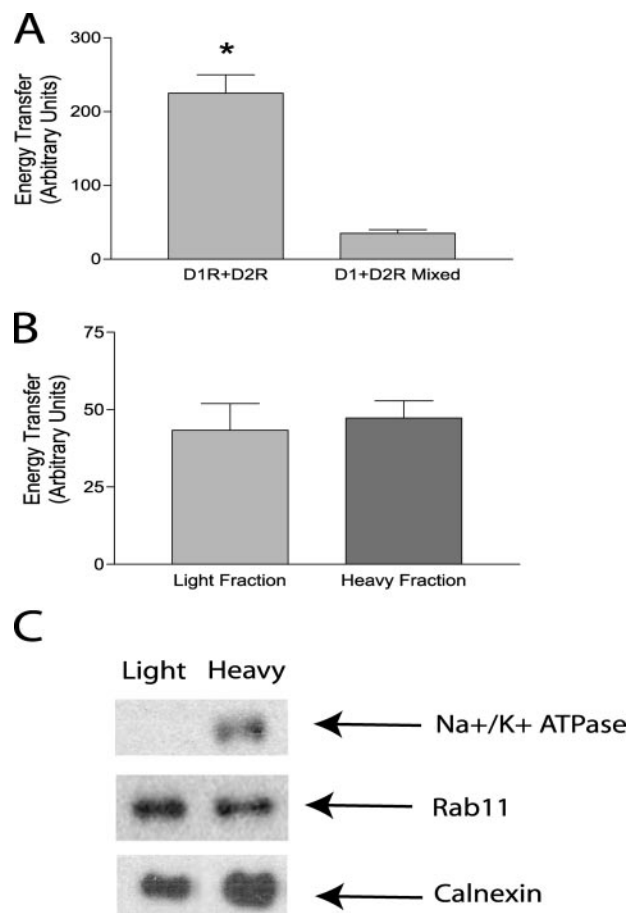 A
Energy Transfer
(Arbitrary Units)
300
200
100
0
*
D1R+D2R
D1+D2R Mixed
B
Energy Transfer
(Arbitrary Units)
75
50
25
0
Light Fraction
Heavy Fraction
C
Light Heavy
Na+/K+ ATPase
Rab11
Calnexin